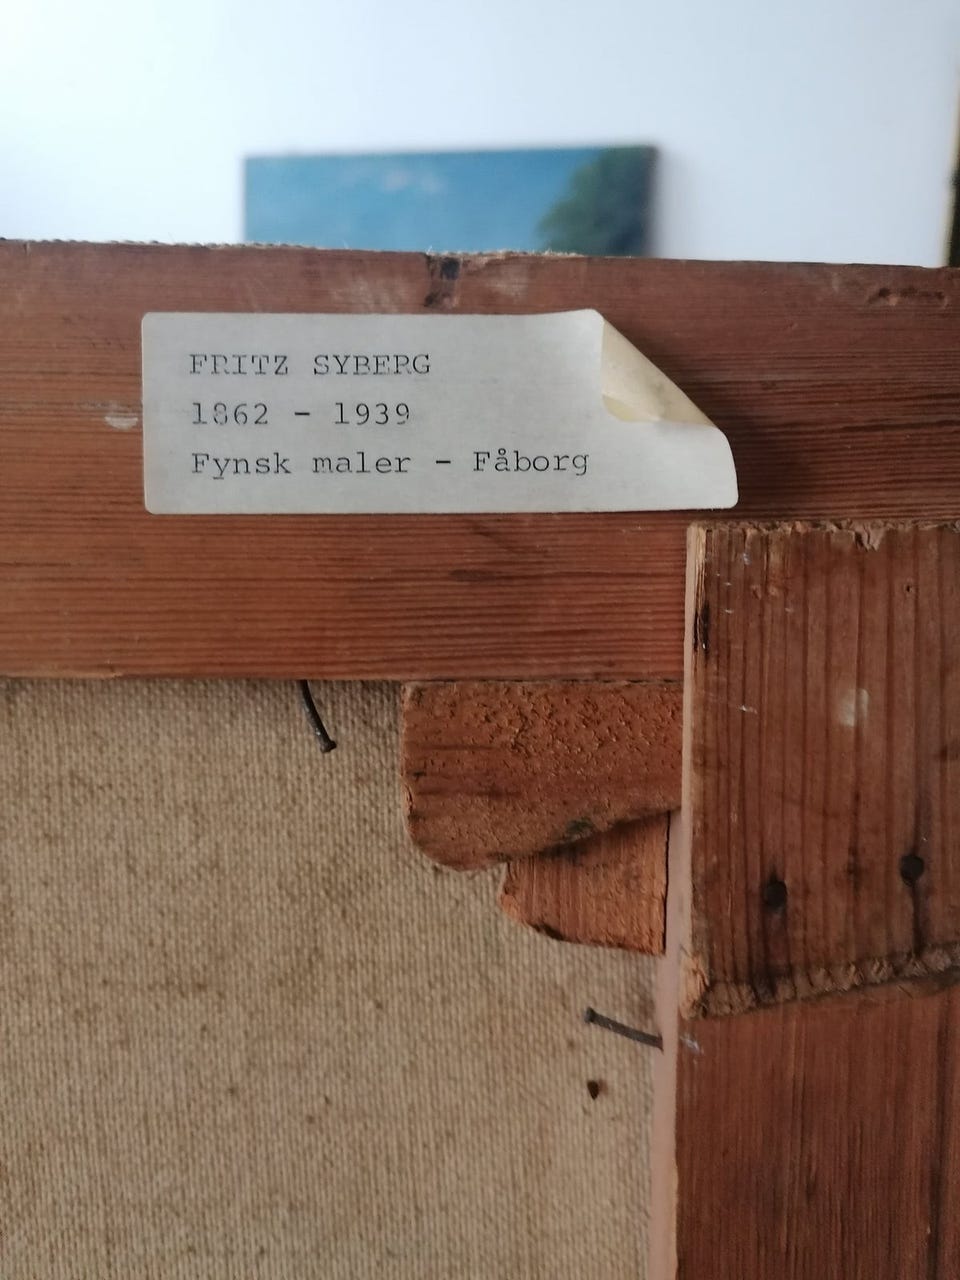 FRITZ SYBERG
1862 - 1939
Fynsk maler - Fåborg